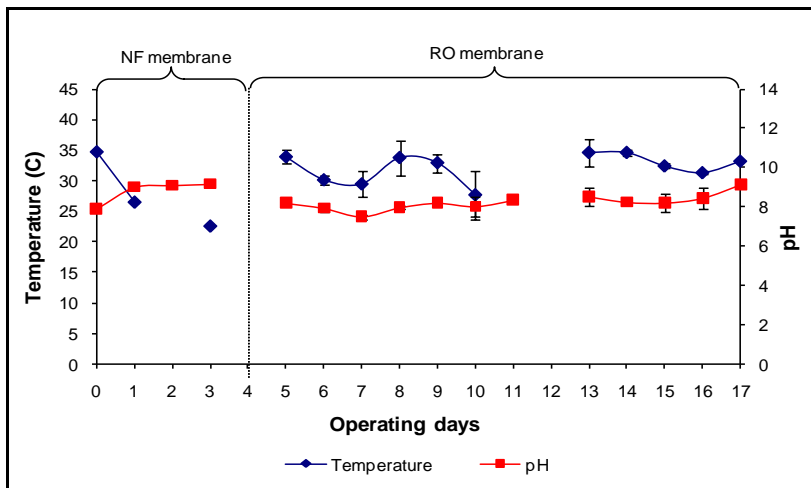 NF membrane
RO membrane
45
40
35
30
25
20
15
10
5
0
Temperature (C)
14
12
10
8
6
4
2
0
pH
0 1 2 3 4 5 6 7 8 9 10 11 12 13 14 15 16 17
Operating days
Temperature
pH